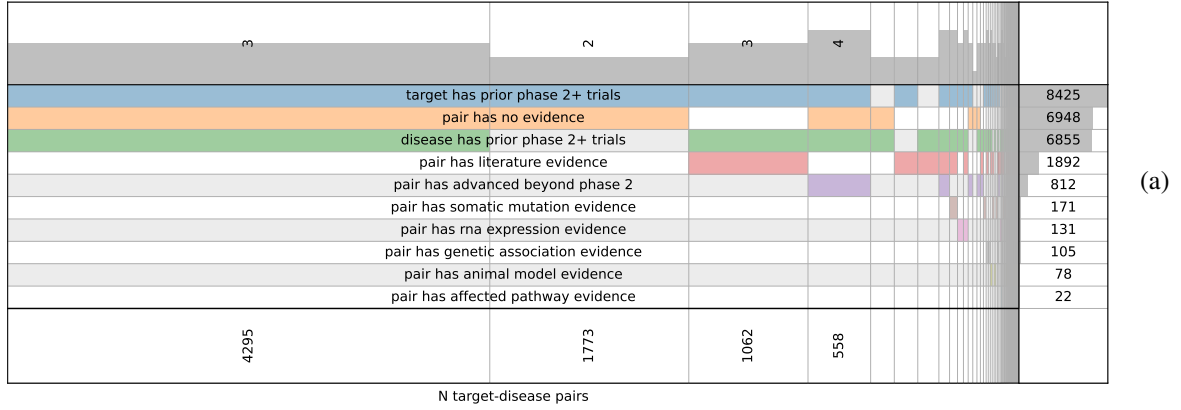 3 2 3 4
target has prior phase 2+ trials 8425
pair has no evidence 6948
disease has prior phase 2+ trials 6855
pair has literature evidence 1892
pair has advanced beyond phase 2 812
pair has somatic mutation evidence 171
pair has rna expression evidence 131
pair has genetic association evidence 105
pair has animal model evidence 78
pair has affected pathway evidence 22
4295 1773 1062 558
N target-disease pairs
(a)